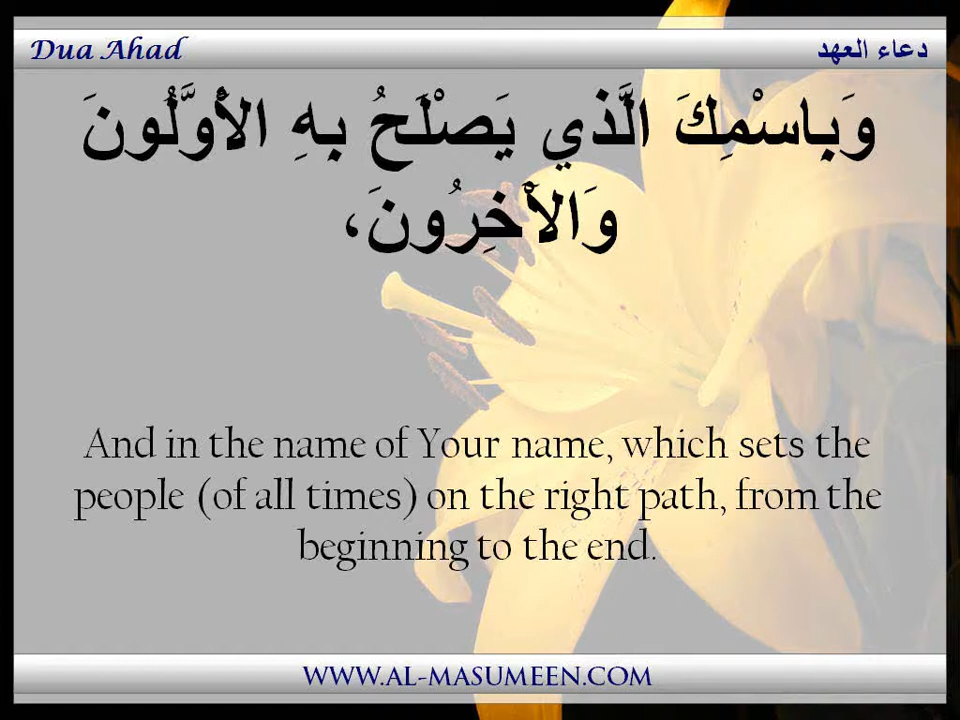 Dua Ahad
دعاء العهد
وَبِاسْمِكَ الَّذي يَصْلَحُ بِهِ الأَوَّلُونَ
وَالآخِرُونَ،
And in the name of Your name, which sets the
people (of all times) on the right path, from the
beginning to the end.
WWW.AL-MASUMEEN.COM